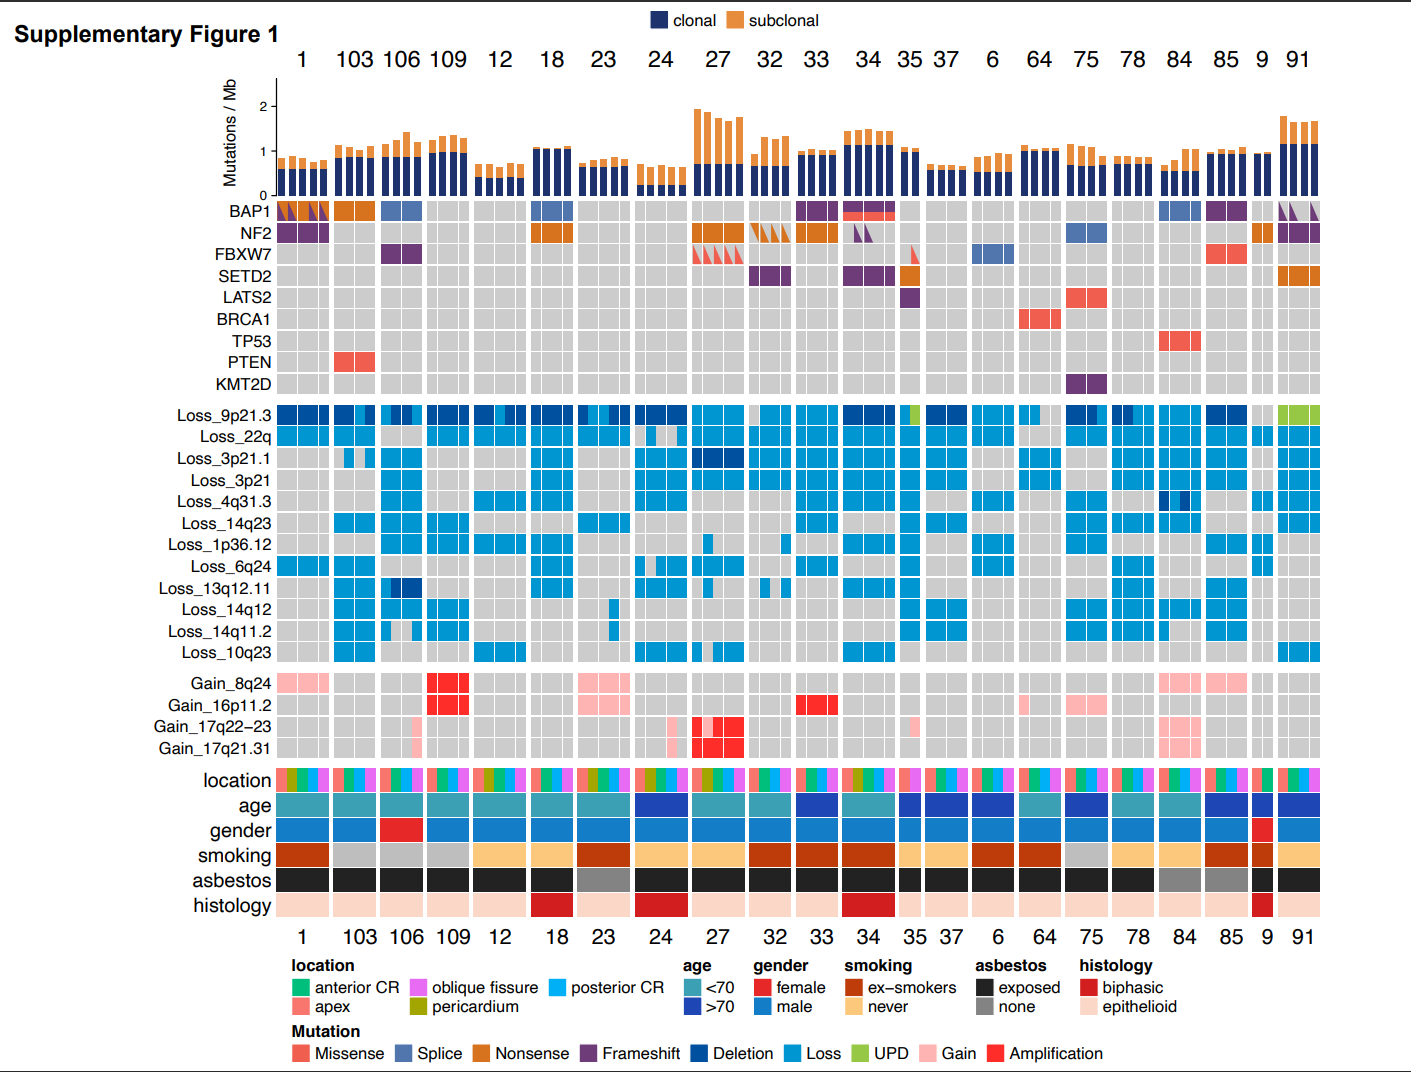 clonal subclonal
Supplementary Figure 1
1 103 106 109 12 18 23 24 27 32 33 34 35 37 6 64 75 78 84 85 9 91
Mutations / Mb
2
1
0
BAP1
NF2
FBXW7
SETD2
LATS2
BRCA1
TP53
PTEN
KMT2D
Loss_9p21.3
Loss_22q
Loss_3p21.1
Loss_3p21
Loss_4q31.3
Loss_14q23
Loss_1p36.12
Loss_6q24
Loss_13q12.11
Loss_14q12
Loss_14q11.2
Loss_10q23
Gain_8q24
Gain_16p11.2
Gain_17q22−23
Gain_17q21.31
location
age
gender
smoking
asbestos
histology
1 103 106 109 12 18 23 24 27 32 33 34 35 37 6 64 75 78 84 85 9 91
location age gender smoking asbestos histology
anterior CR oblique fissure posterior CR <70 female ex−smokers exposed biphasic
apex pericardium >70 male never none epithelioid
Mutation
Missense Splice Nonsense Frameshift Deletion Loss UPD Gain Amplification